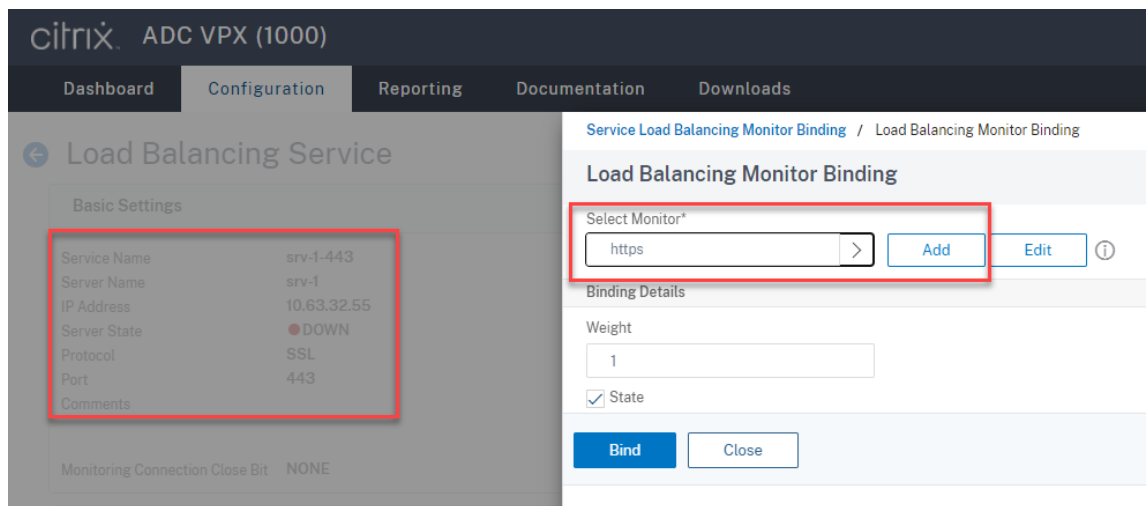 citrix. ADC VPX (1000)
Dashboard Configuration Reporting Documentation Downloads
Load Balancing Service
Basic Settings
Service Name srv-1-443
Server Name srv-1
IP Address 10.63.32.55
Server State DOWN
Protocol SSL
Port 443
Comments
Monitoring Connection Close Bit NONE
Service Load Balancing Monitor Binding / Load Balancing Monitor Binding
Load Balancing Monitor Binding
Select Monitor*
https > Add Edit
Binding Details
Weight
1
State
Bind Close